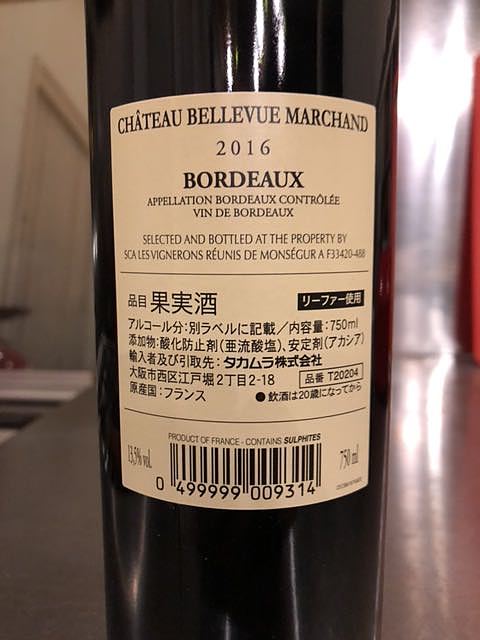 CHÂTEAU BELLEVUE MARCHAND
2016
BORDEAUX
APPELLATION BORDEAUX CONTRÔLÉE
VIN DE BORDEAUX
SELECTED AND BOTTLED AT THE PROPERTY BY
SCA LES VIGNERONS RÉUNIS DE MONSÉGUR A F33420-488
品目 果実酒 リーファー使用
アルコール分:別ラベルに記載/内容量:750ml
添加物:酸化防止剤(亜流酸塩)、安定剤(アカシア)
輸入者及び引取先:タカムラ株式会社
大阪市西区江戸堀2丁目2-18 品番 T20204
原産国:フランス ●飲酒は20歳になってから
PRODUCT OF FRANCE - CONTAINS SULPHITES
13,5% vol. 750 ml
0 499999 009314